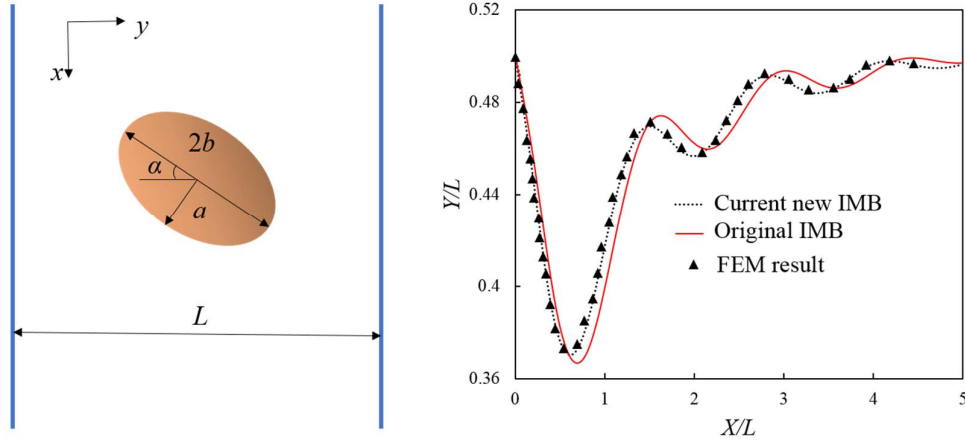 y
x
2b
α
a
L
0.52
0.48
0.44
0.4
0.36
Y/L
Current new IMB
Original IMB
FEM result
0 1 2 3 4 5
X/L